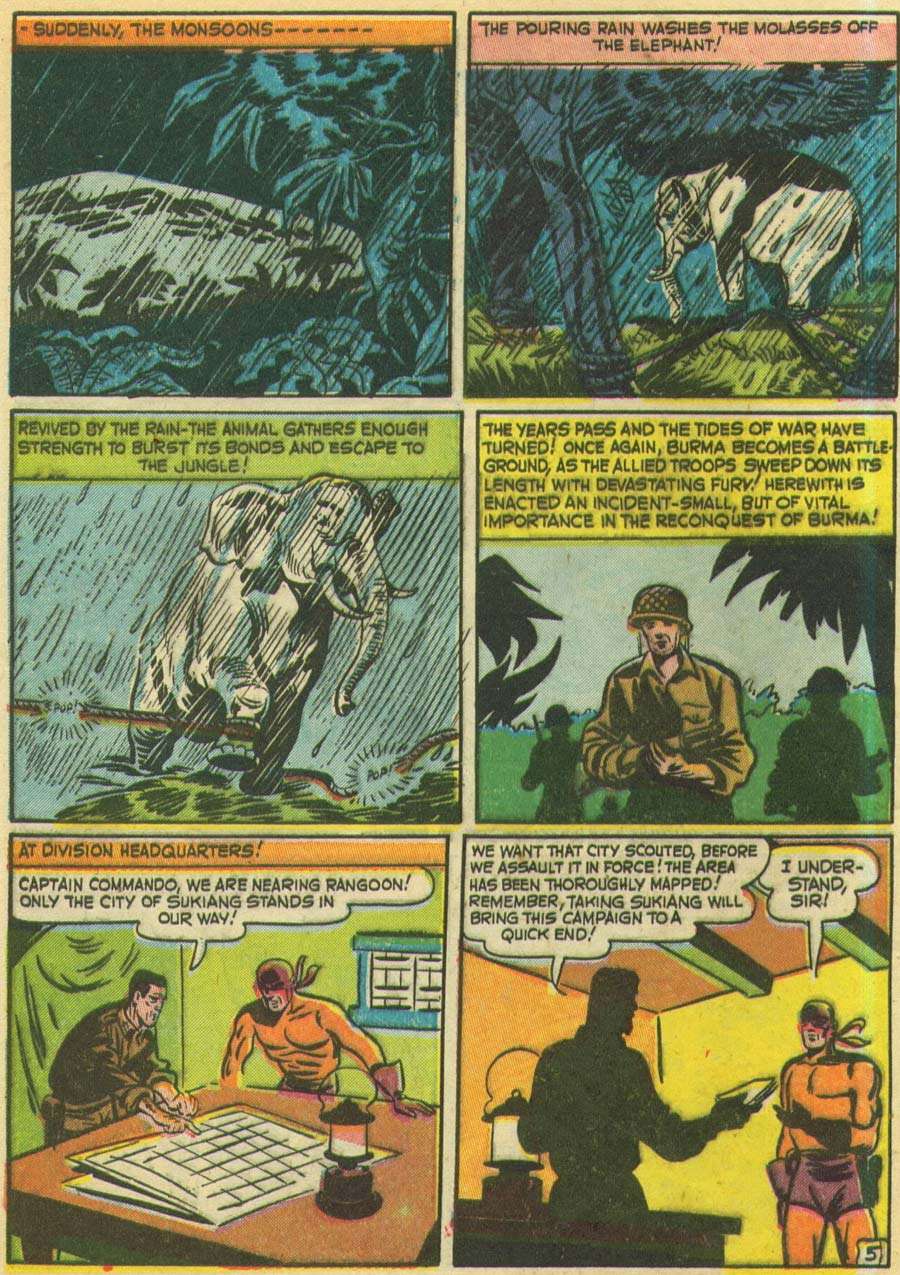 - SUDDENLY, THE MONSOONS-------
THE POURING RAIN WASHES THE MOLASSES OFF
THE ELEPHANT!
REVIVED BY THE RAIN-THE ANIMAL GATHERS ENOUGH
STRENGTH TO BURST ITS BONDS AND ESCAPE TO
THE JUNGLE!
POP!
POP!
THE YEARS PASS AND THE TIDES OF WAR HAVE
TURNED! ONCE AGAIN, BURMA BECOMES A BATTLE-
GROUND, AS THE ALLIED TROOPS SWEEP DOWN ITS
LENGTH WITH DEVASTATING FURY! HEREWITH IS
ENACTED AN INCIDENT-SMALL, BUT OF VITAL
IMPORTANCE IN THE RECONQUEST OF BURMA!
AT DIVISION HEADQUARTERS!
CAPTAIN COMMANDO, WE ARE NEARING RANGOON!
ONLY THE CITY OF SUKIANG STANDS IN
OUR WAY!
WE WANT THAT CITY SCOUTED, BEFORE
WE ASSAULT IT IN FORCE! THE AREA
HAS BEEN THOROUGHLY MAPPED!
REMEMBER, TAKING SUKIANG WILL
BRING THIS CAMPAIGN TO A
QUICK END!
I UNDER-
STAND,
SIR!
5